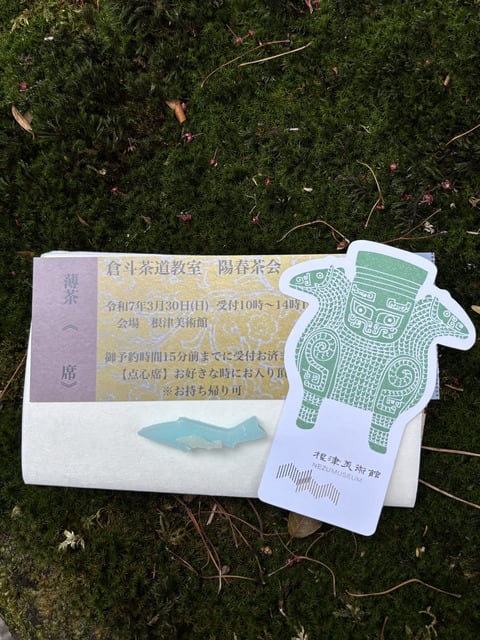 薄茶
《 席》
倉斗茶道教室 陽春茶会
令和7年3月30日(日) 受付10時〜14時
会場 根津美術館
御予約時間15分前までに受付お済
【点心席】お好きな時にお入り頂
※お持ち帰り可
根津美術館
NEZUMUSEUM